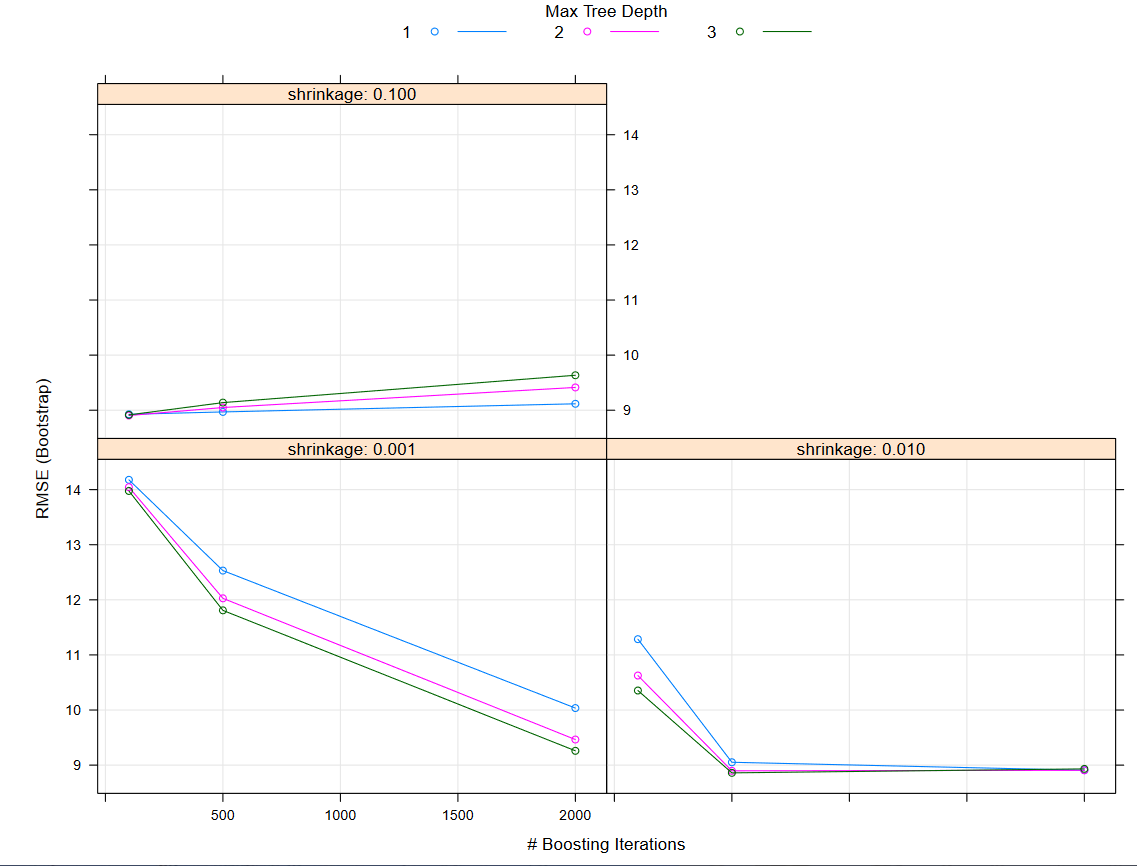 Max Tree Depth
1 2 3
shrinkage: 0.100
14
13
12
11
10
9
shrinkage: 0.001 shrinkage: 0.010
RMSE (Bootstrap)
14
13
12
11
10
9
500 1000 1500 2000
# Boosting Iterations